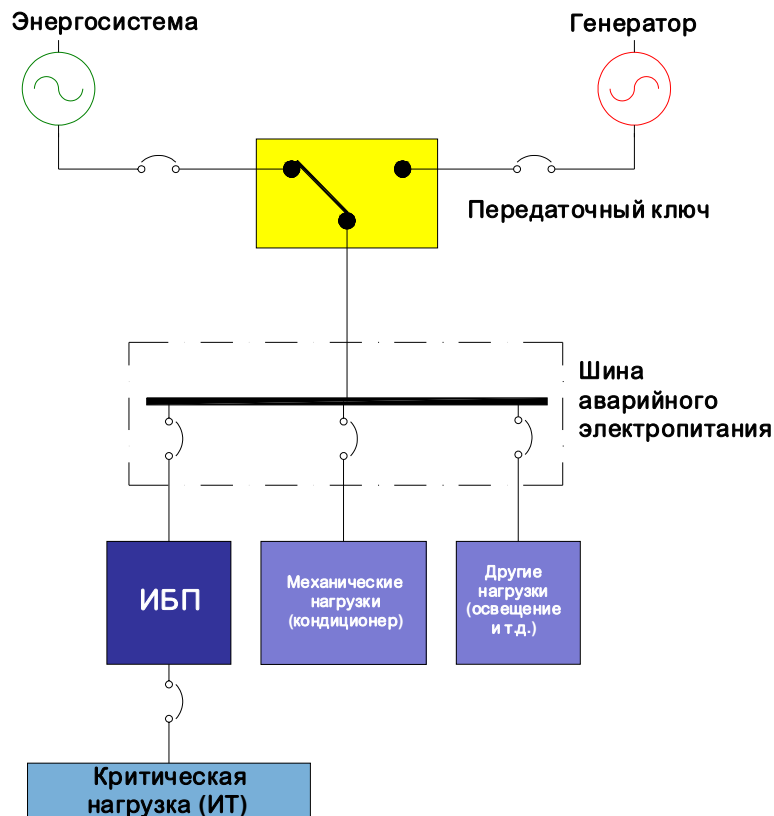 Энергосистема
Генератор
Передаточный ключ
Шина
аварийного
электропитания
ИБП
Механические
нагрузки
(кондиционер)
Другие
нагрузки
(освещение
и т.д.)
Критическая
нагрузка (ИТ)